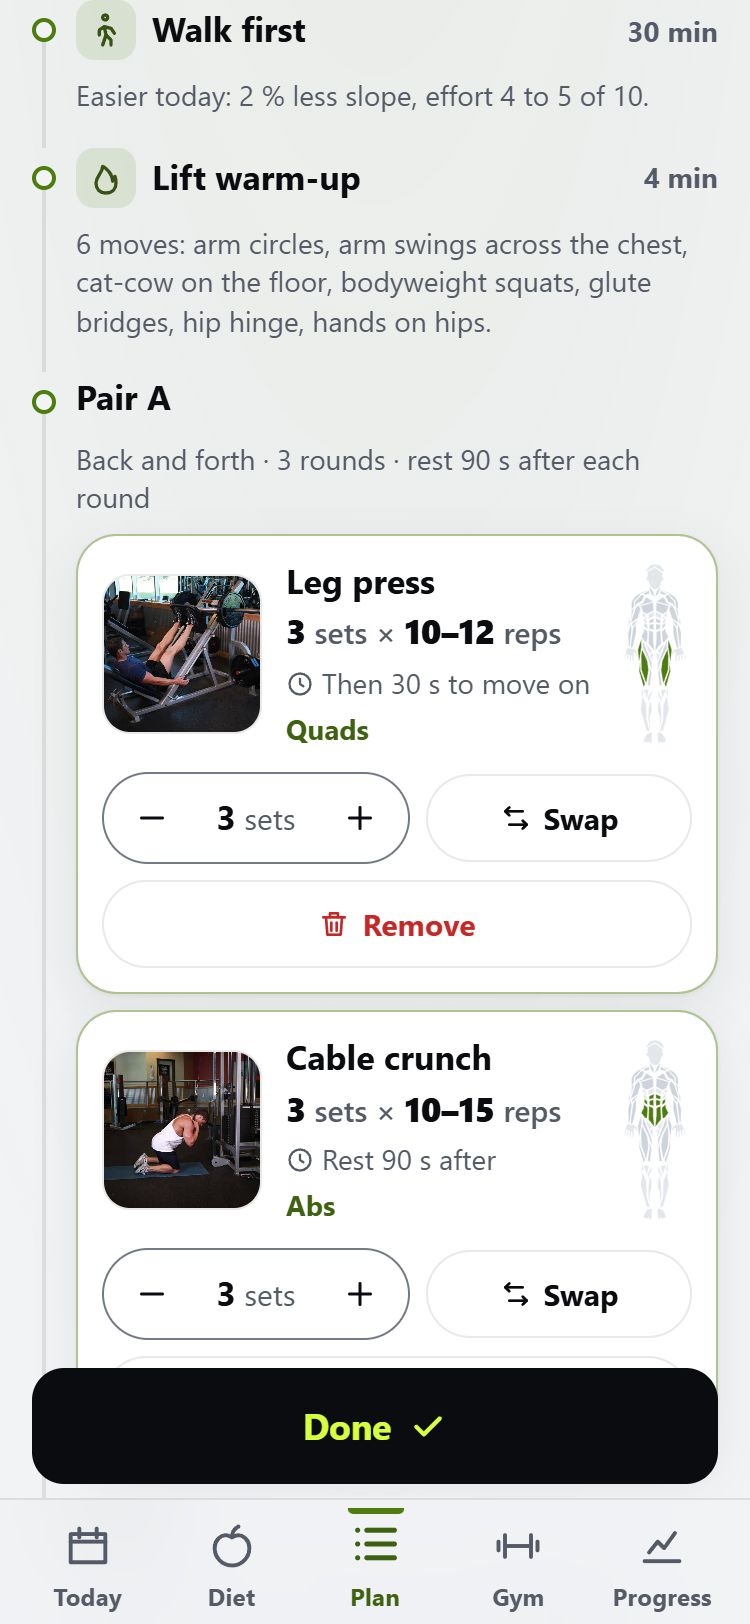 Walk first
30 min
Easier today: 2 % less slope, effort 4 to 5 of 10.
Lift warm-up
4 min
6 moves: arm circles, arm swings across the chest,
cat-cow on the floor, bodyweight squats, glute
bridges, hip hinge, hands on hips.
Pair A
Back and forth · 3 rounds · rest 90 s after each
round
Leg press
3 sets × 10–12 reps
Then 30 s to move on
Quads
− 3 sets +
Swap
Remove
Cable crunch
3 sets × 10–15 reps
Rest 90 s after
Abs
− 3 sets +
Swap
Done
Today
Diet
Plan
Gym
Progress